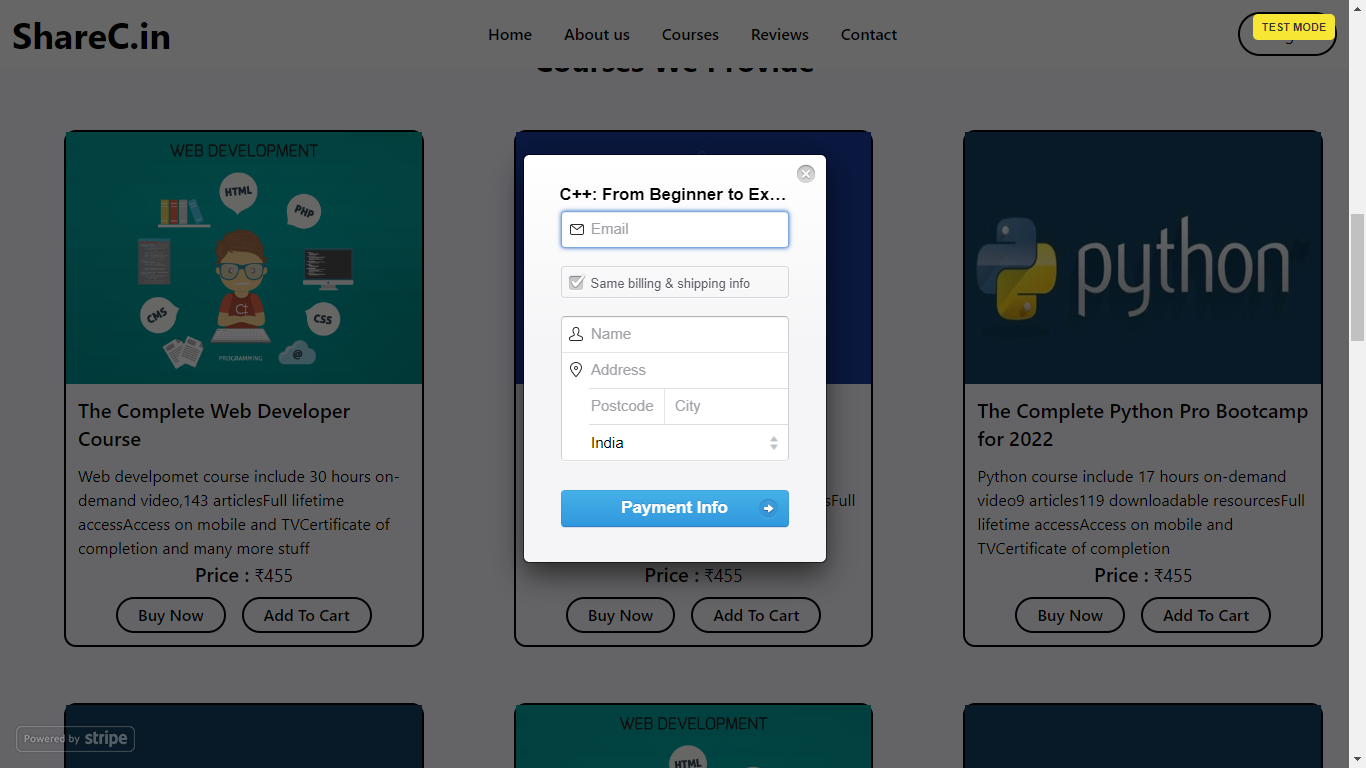 ShareC.in
Home
About us
Courses
Reviews
Contact
TEST MODE
Courses We Provide
WEB DEVELOPMENT
HTML
PHP
CMS
CSS
@
PROGRAMMING
The Complete Web Developer
Course
Web develpomet course include 30 hours on-
demand video,143 articlesFull lifetime
accessAccess on mobile and TVCertificate of
completion and many more stuff
Price : ₹455
Buy Now
Add To Cart
C++: From Beginner to Ex…
Email
Same billing & shipping info
Name
Address
Postcode
City
India
Payment Info
Full
Price : ₹455
Buy Now
Add To Cart
python
The Complete Python Pro Bootcamp
for 2022
Python course include 17 hours on-demand
video9 articles119 downloadable resourcesFull
lifetime accessAccess on mobile and
TVCertificate of completion
Price : ₹455
Buy Now
Add To Cart
WEB DEVELOPMENT
HTML
Powered by stripe